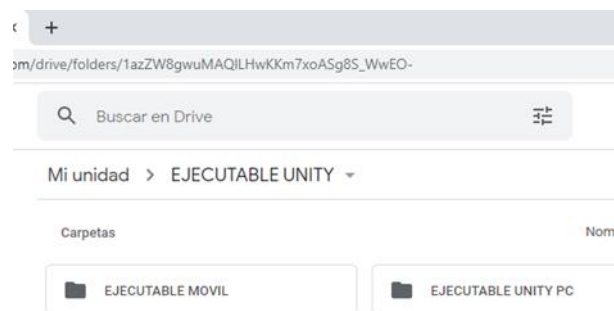 om/drive/folders/1azZW8gwuMAQILHwKKm7xoASg8S_WwEO-
Buscar en Drive
Mi unidad > EJECUTABLE UNITY
Carpetas Nom
EJECUTABLE MOVIL EJECUTABLE UNITY PC